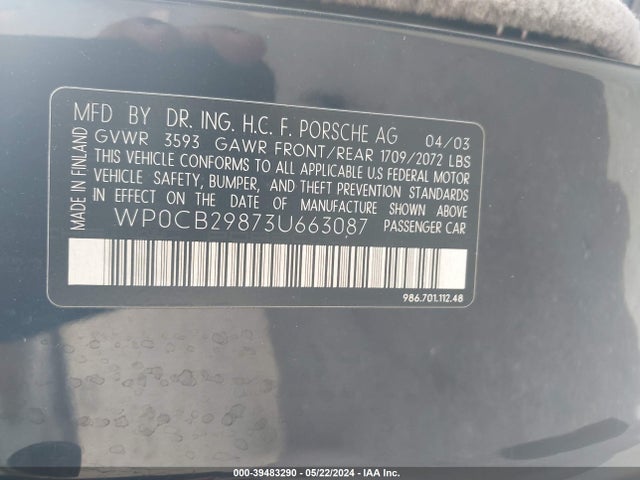 MFD BY DR. ING. H.C. F. PORSCHE AG 04/03
GVWR 3593 GAWR FRONT/REAR 1709/2072 LBS
THIS VEHICLE CONFORMS TO ALL APPLICABLE U.S FEDERAL MOTOR
VEHICLE SAFETY, BUMPER, AND THEFT PREVENTION STANDARDS
IN EFFECT ON THE DATE OF MANUFACTURE SHOWN ABOVE
WP0CB29873U663087 PASSENGER CAR
MADE IN FINLAND
986.701.112.48
000-39483290 - 05/22/2024 - IAA Inc.